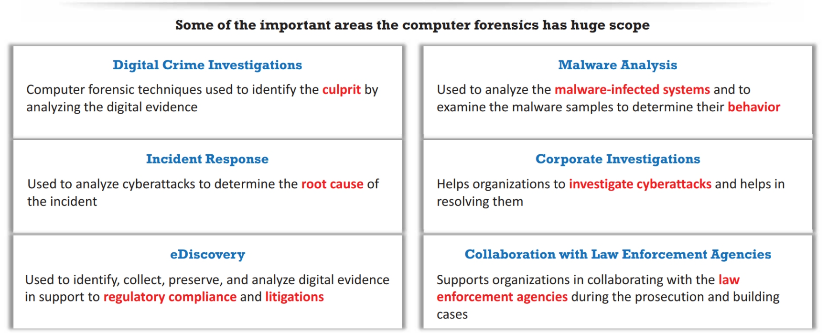 Some of the important areas the computer forensics has huge scope
Digital Crime Investigations
Computer forensic techniques used to identify the culprit by
analyzing the digital evidence
Malware Analysis
Used to analyze the malware-infected systems and to
examine the malware samples to determine their behavior
Incident Response
Used to analyze cyberattacks to determine the root cause of
the incident
Corporate Investigations
Helps organizations to investigate cyberattacks and helps in
resolving them
eDiscovery
Used to identify, collect, preserve, and analyze digital evidence
in support to regulatory compliance and litigations
Collaboration with Law Enforcement Agencies
Supports organizations in collaborating with the law
enforcement agencies during the prosecution and building
cases